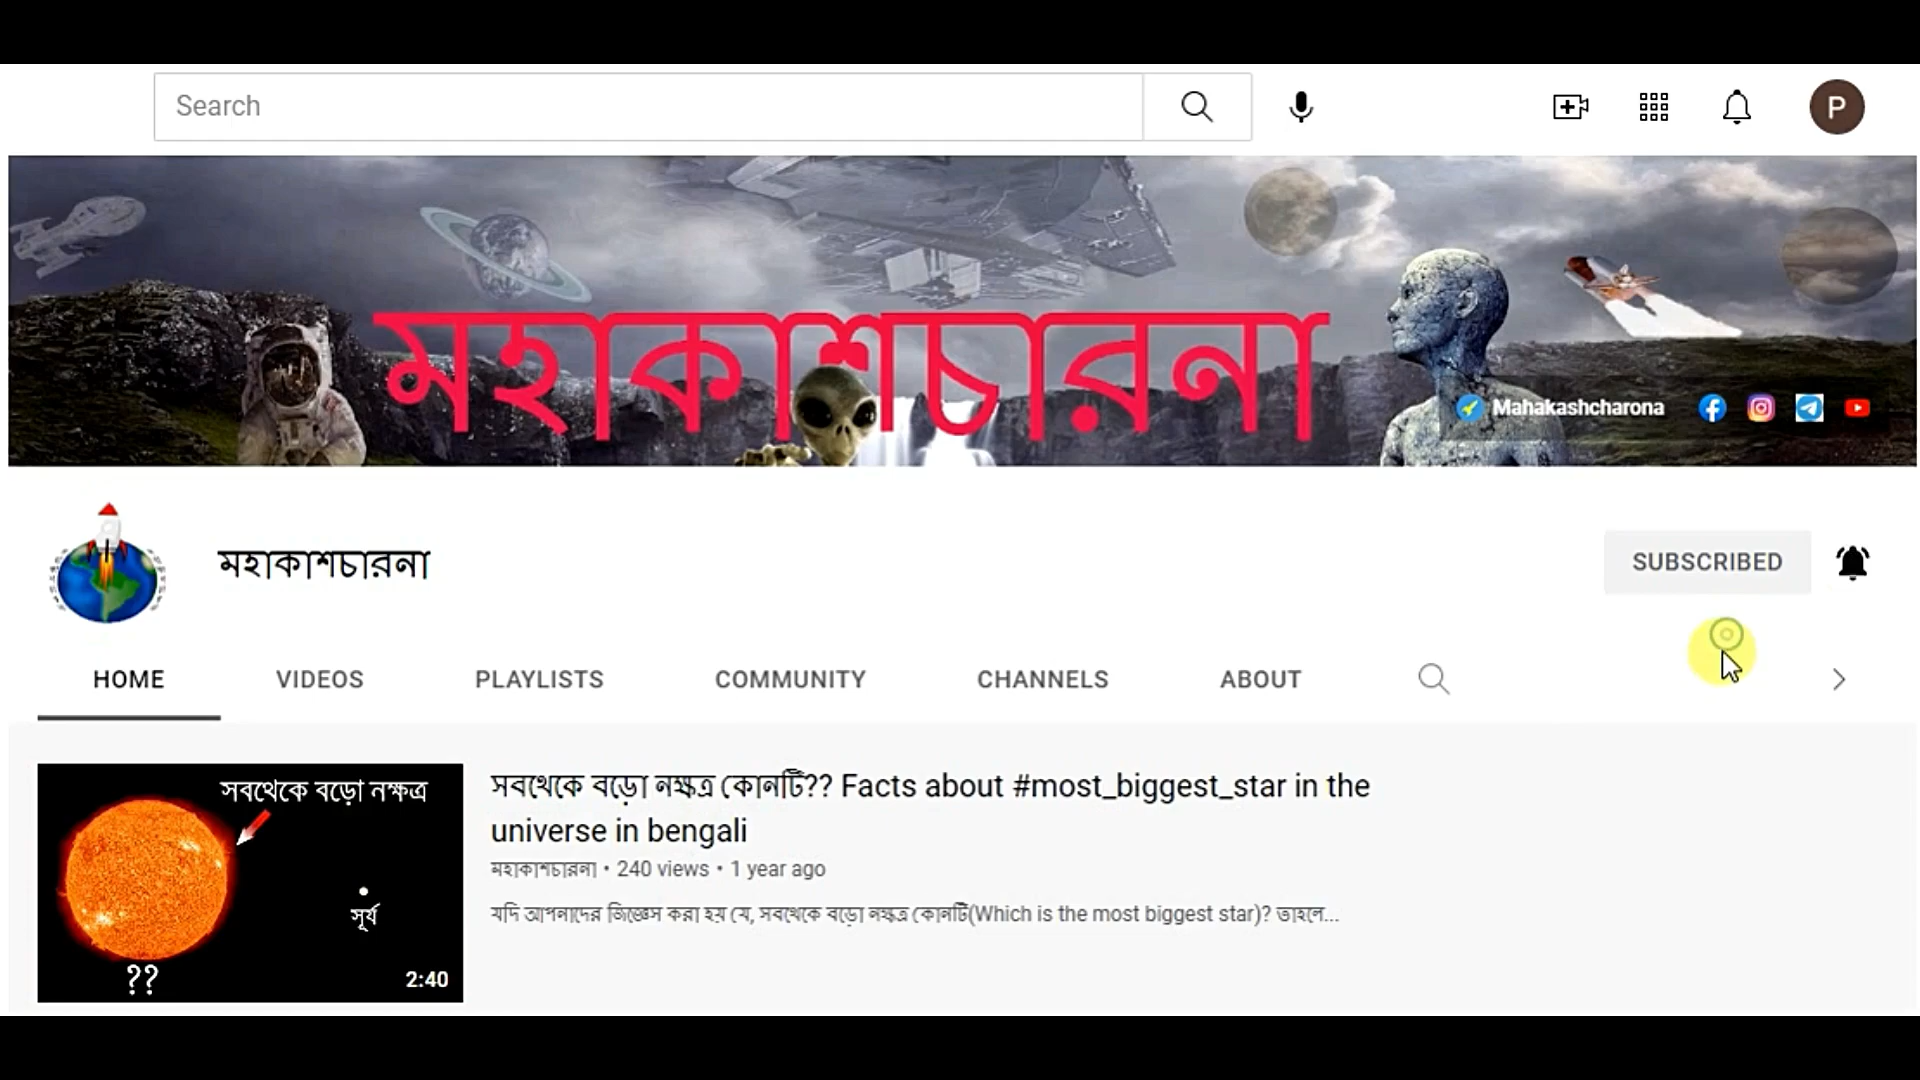 Search
P
মহাকাশচারনা
Mahakashcharona
মহাকাশচারনা
SUBSCRIBED
HOME VIDEOS PLAYLISTS COMMUNITY CHANNELS ABOUT
সবথেকে বড়ো নক্ষত্র
সূর্য
??
2:40
সবথেকে বড়ো নক্ষত্র কোনটি?? Facts about #most_biggest_star in the
universe in bengali
মহাকাশচারনা • 240 views • 1 year ago
যদি আপনাদের জিজ্ঞেস করা হয় যে, সবথেকে বড়ো নক্ষত্র কোনটি(Which is the most biggest star)? তাহলে...